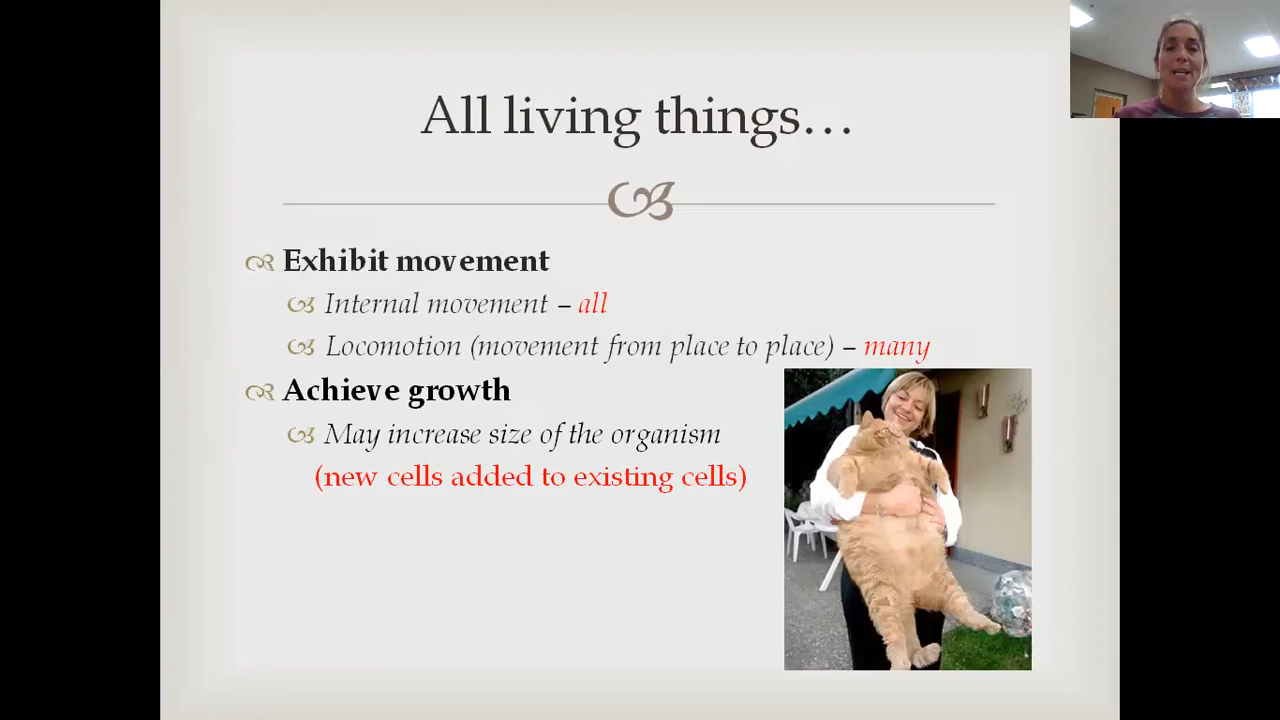 All living things…
Exhibit movement
Internal movement – all
Locomotion (movement from place to place) – many
Achieve growth
May increase size of the organism
(new cells added to existing cells)